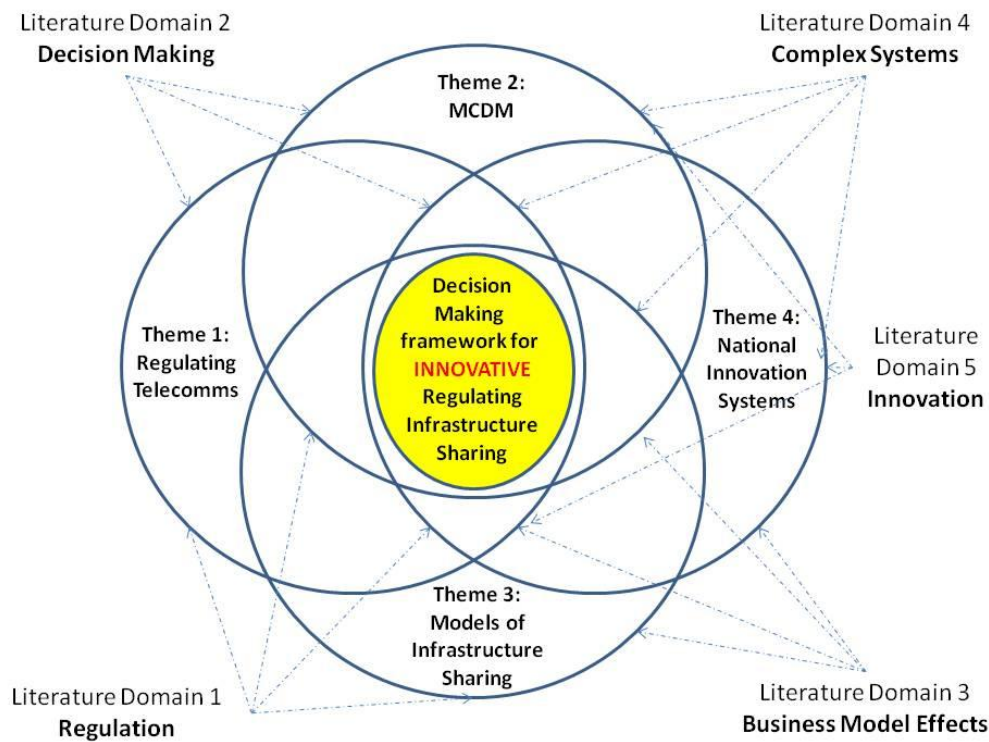 Literature Domain 2
Decision Making
Literature Domain 4
Complex Systems
Theme 2:
MCDM
Theme 1:
Regulating
Telecomms
Decision
Making
framework for
INNOVATIVE
Regulating
Infrastructure
Sharing
Theme 4:
National
Innovation
Systems
Literature
Domain 5
Innovation
Theme 3:
Models of
Infrastructure
Sharing
Literature Domain 1
Regulation
Literature Domain 3
Business Model Effects